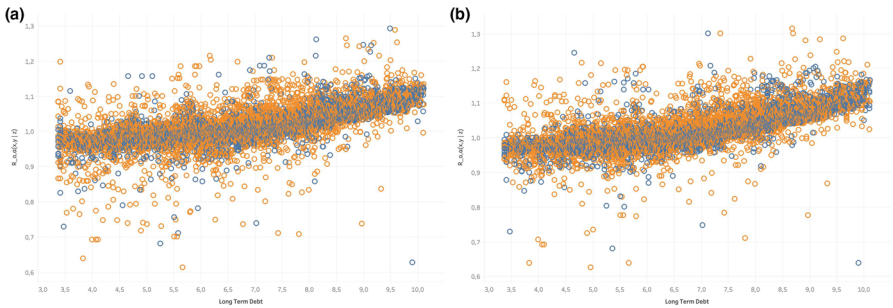 (a)
1,3
1,2
1,1
1,0
0,9
0,8
0,7
0,6
R_α,α(x,y | z)
3,0 3,5 4,0 4,5 5,0 5,5 6,0 6,5 7,0 7,5 8,0 8,5 9,0 9,5 10,0
Long Term Debt
(b)
1,3
1,2
1,1
1,0
0,9
0,8
0,7
0,6
R_α,α(x,y | z)
3,0 3,5 4,0 4,5 5,0 5,5 6,0 6,5 7,0 7,5 8,0 8,5 9,0 9,5 10,0
Long Term Debt